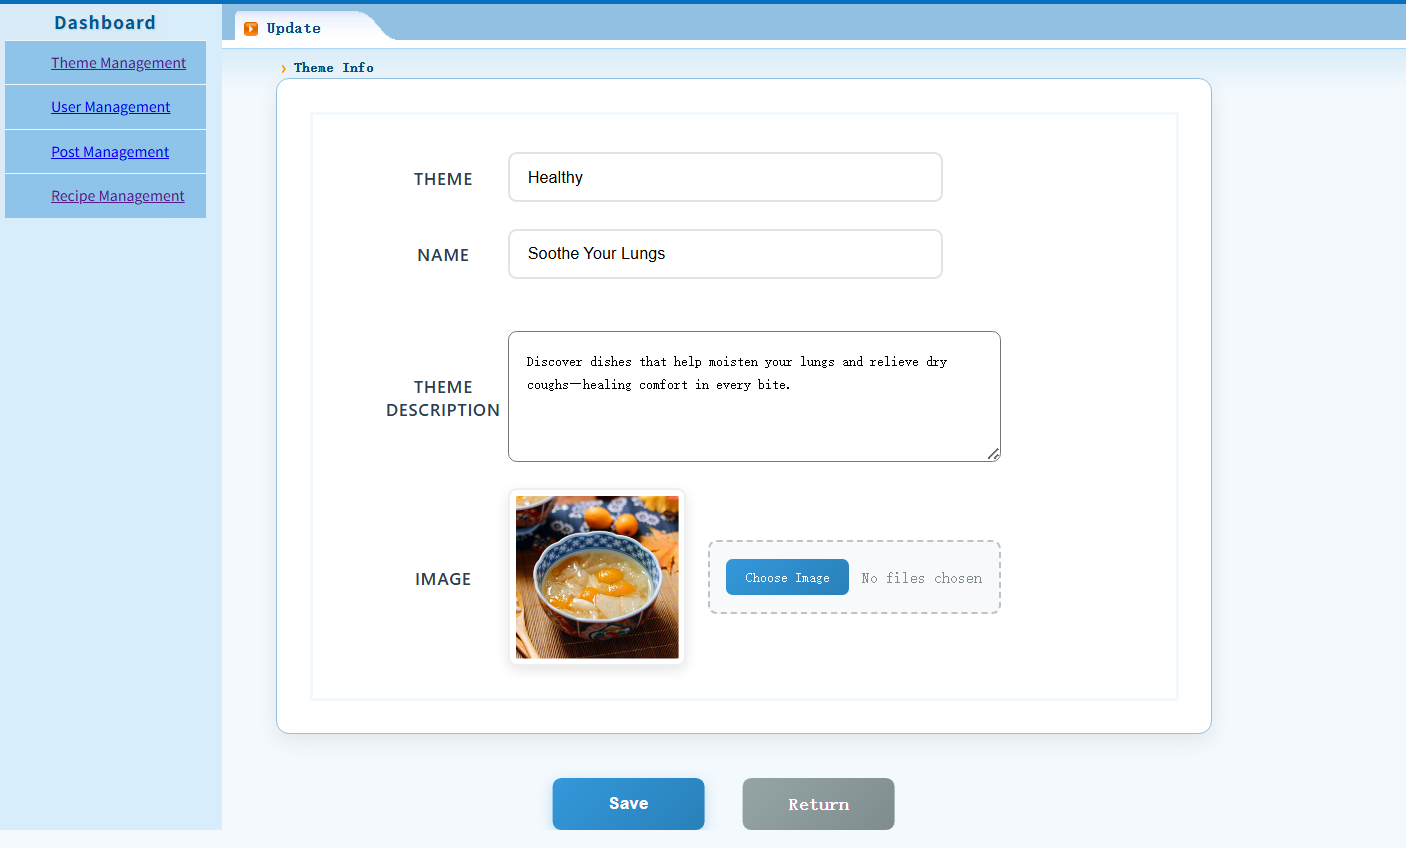 Dashboard
Theme Management
User Management
Post Management
Recipe Management
Update
Theme Info
THEME
Healthy
NAME
Soothe Your Lungs
THEME
DESCRIPTION
Discover dishes that help moisten your lungs and relieve dry
coughs—healing comfort in every bite.
IMAGE
Choose Image
No files chosen
Save
Return